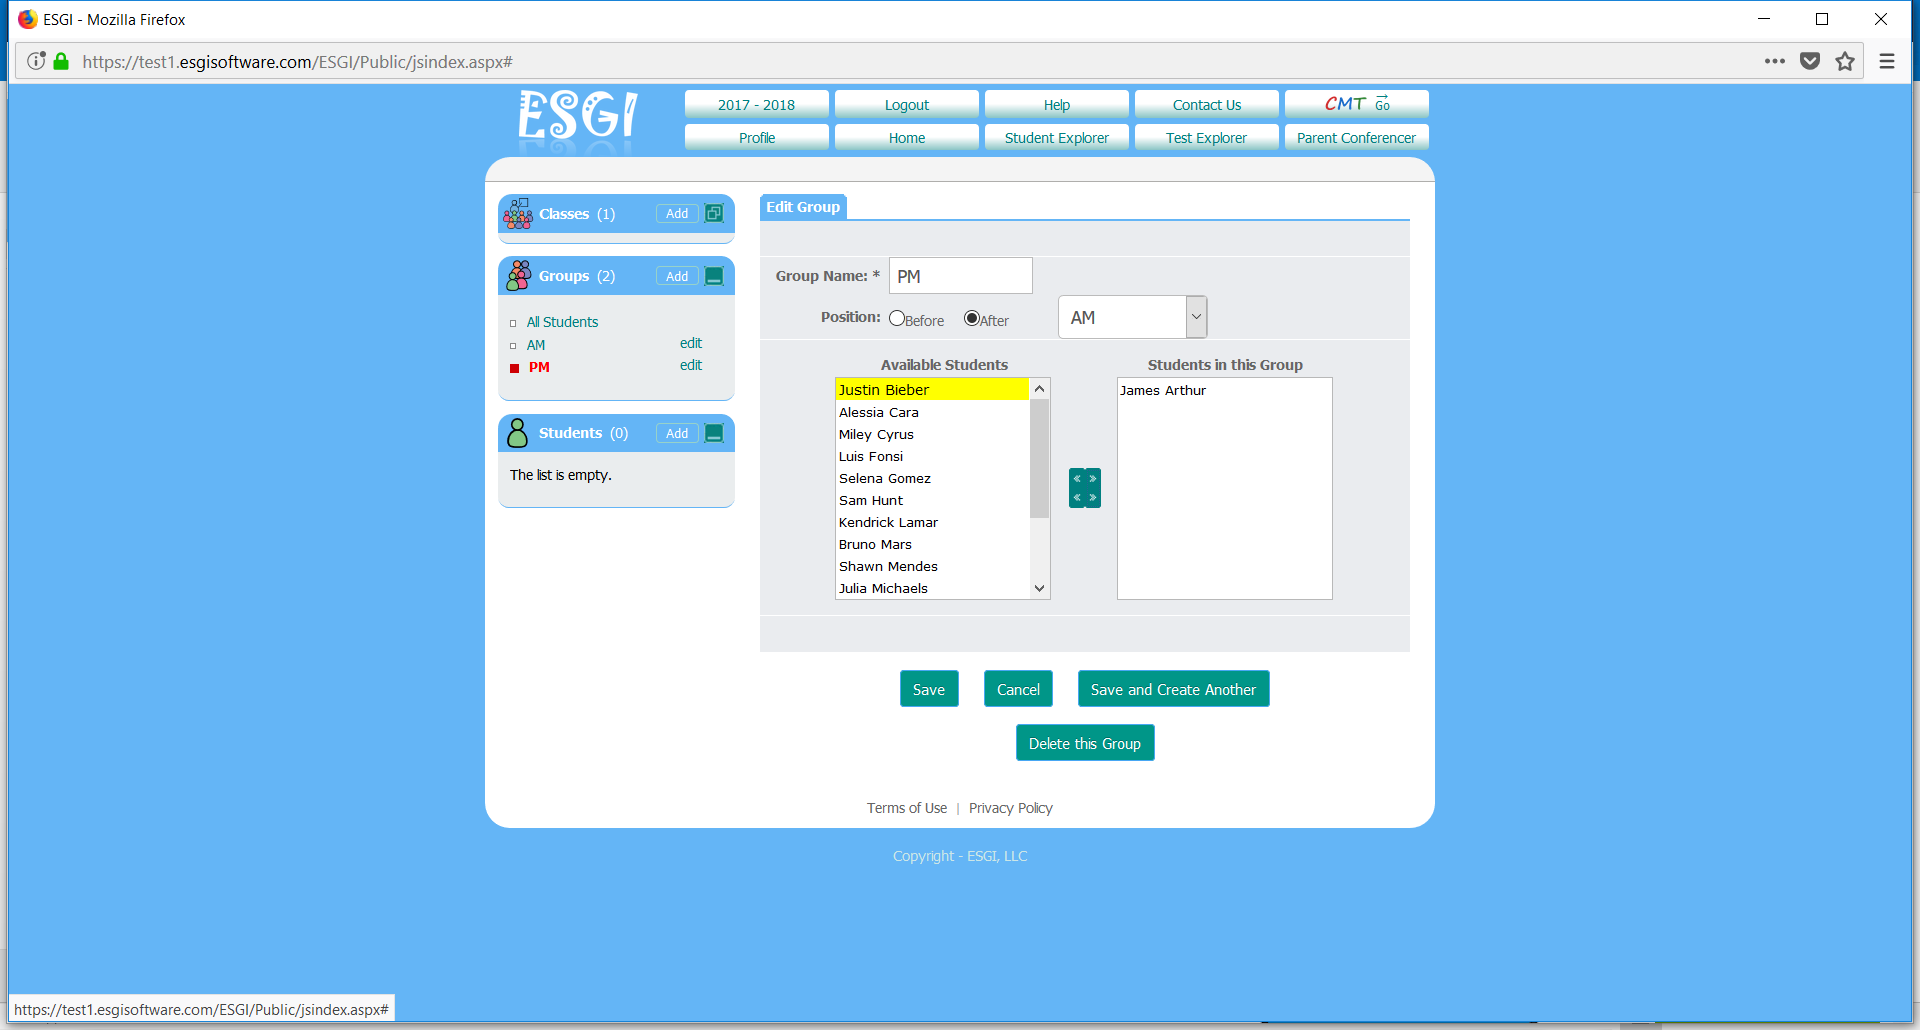 ESGI - Mozilla Firefox
https://test1.esgisoftware.com/ESGI/Public/jsindex.aspx#
ESGI
2017 - 2018
Logout
Help
Contact Us
CMT Go
Profile
Home
Student Explorer
Test Explorer
Parent Conferencer
Classes (1)
Add
Groups (2)
Add
All Students
AM
edit
PM
edit
Students (0)
Add
The list is empty.
Edit Group
Group Name: * PM
Position: Before After AM
Available Students
Justin Bieber
Alessia Cara
Miley Cyrus
Luis Fonsi
Selena Gomez
Sam Hunt
Kendrick Lamar
Bruno Mars
Shawn Mendes
Julia Michaels
Students in this Group
James Arthur
Save
Cancel
Save and Create Another
Delete this Group
Terms of Use | Privacy Policy
Copyright - ESGI, LLC
https://test1.esgisoftware.com/ESGI/Public/jsindex.aspx#